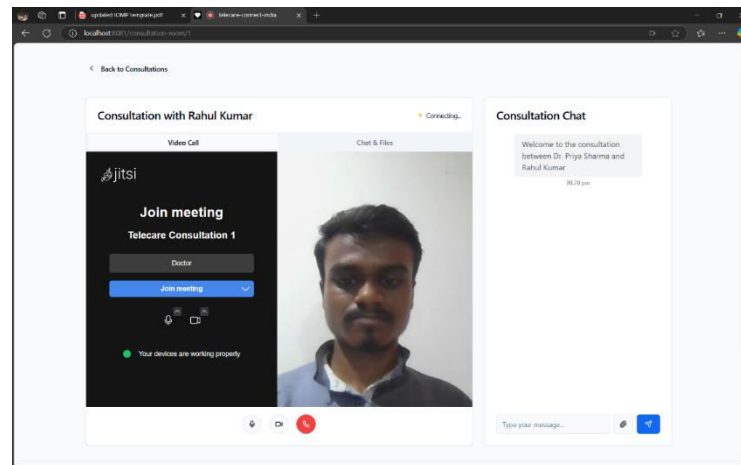 updated IOMP template.ppt
telecare-connect-india
localhost:8081/consultation-room/1
Back to Consultations
Consultation with Rahul Kumar
Connecting...
Video Call
Chat & Files
jitsi
Join meeting
Telecare Consultation 1
Doctor
Join meeting
Your devices are working properly
Consultation Chat
Welcome to the consultation
between Dr. Priya Sharma and
Rahul Kumar
Type your message...